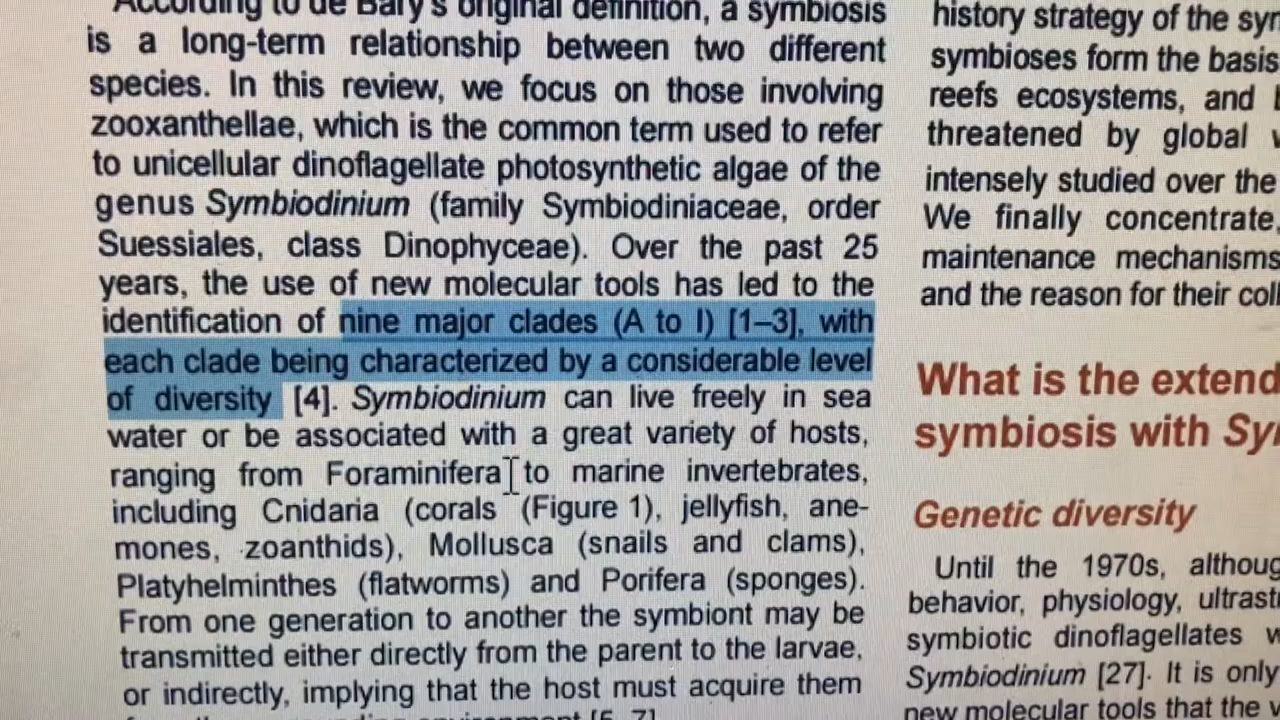 According to de Bary's original definition, a symbiosis
is a long-term relationship between two different
species. In this review, we focus on those involving
zooxanthellae, which is the common term used to refer
to unicellular dinoflagellate photosynthetic algae of the
genus Symbiodinium (family Symbiodiniaceae, order
Suessiales, class Dinophyceae). Over the past 25
years, the use of new molecular tools has led to the
identification of nine major clades (A to I) [1–3], with
each clade being characterized by a considerable level
of diversity [4]. Symbiodinium can live freely in sea
water or be associated with a great variety of hosts,
ranging from Foraminifera to marine invertebrates,
including Cnidaria (corals (Figure 1), jellyfish, ane-
mones, zoanthids), Mollusca (snails and clams),
Platyhelminthes (flatworms) and Porifera (sponges).
From one generation to another the symbiont may be
transmitted either directly from the parent to the larvae,
or indirectly, implying that the host must acquire them
[5, 7]
history strategy of the
symbioses form the basis
reefs ecosystems, and
threatened by global
intensely studied over the
We finally concentrate,
maintenance mechanisms
and the reason for their
What is the extend
symbiosis with
Genetic diversity
Until the 1970s,
behavior, physiology,
symbiotic dinoflagellates
Symbiodinium [27]. It is only
new molecular tools that the